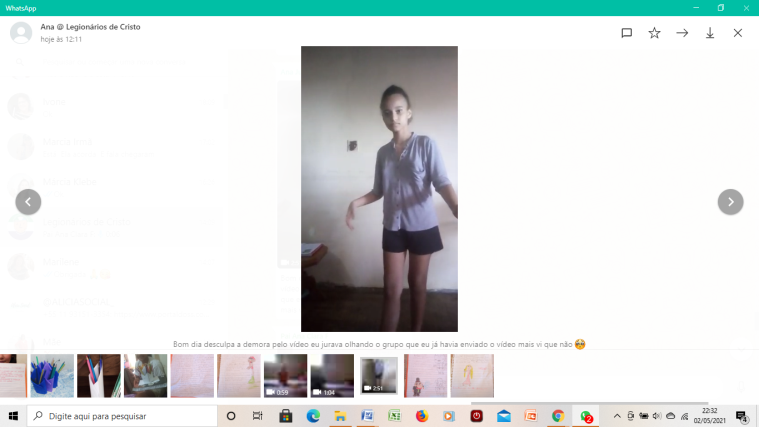 WhatsApp
Ana @ Legionários de Cristo
hoje às 12:11
Bom dia desculpa a demora pelo vídeo eu jurava olhando o grupo que eu já havia enviado o vídeo mais vi que não
0:59
1:04
2:51
Digite aqui para pesquisar
2
22:32
02/05/2021
4